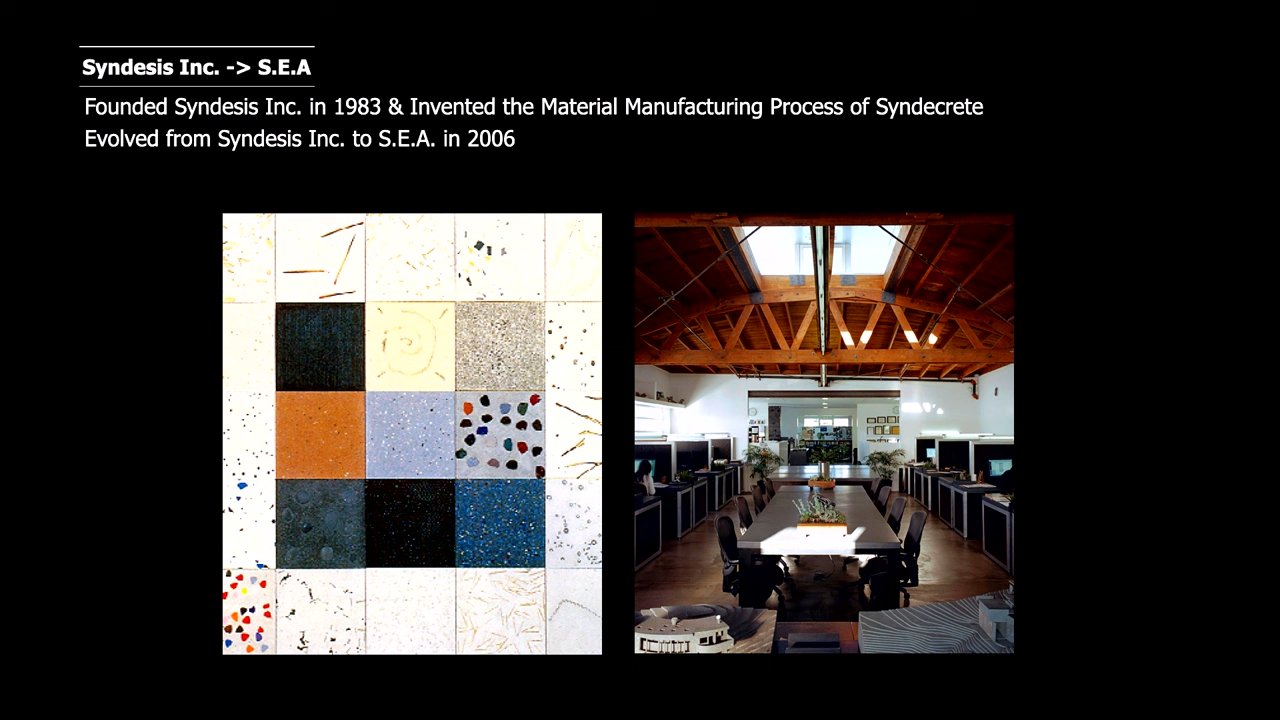 Syndesis Inc. -> S.E.A
Founded Syndesis Inc. in 1983 & Invented the Material Manufacturing Process of Syndecrete
Evolved from Syndesis Inc. to S.E.A. in 2006